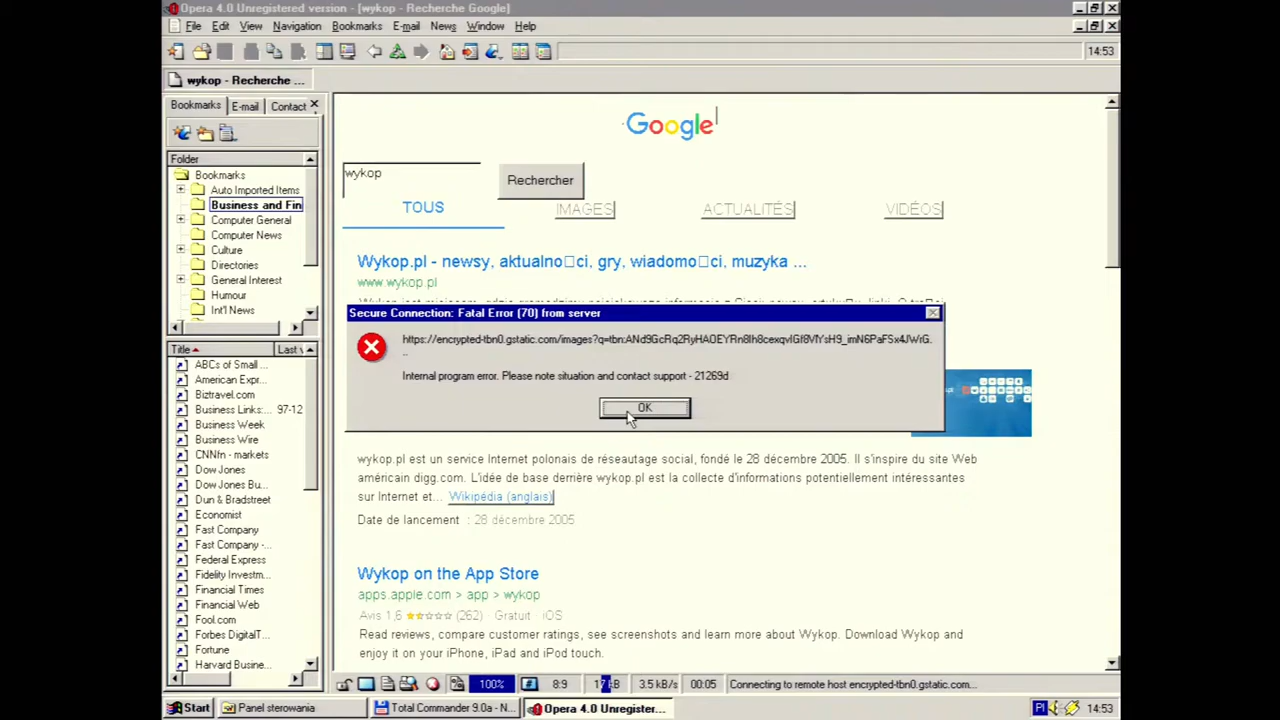 Opera 4.0 Unregistered version - [wykop - Recherche Google]
File Edit View Navigation Bookmarks E-mail News Window Help
14:53
wykop - Recherche ...
Bookmarks E-mail Contact
Folder
Bookmarks
Auto Imported Items
Business and Fin
Computer General
Computer News
Culture
Directories
General Interest
Humour
Int'l News
Title Last v
ABCs of Small ...
American Expr...
Biztravel.com
Business Links: ... 97-12
Business Week
Business Wire
CNNfn - markets
Dow Jones
Dow Jones Bu...
Dun & Bradstreet
Economist
Fast Company
Fast Company -...
Federal Express
Fidelity Investm...
Financial Times
Financial Web
Fool.com
Forbes DigitalT...
Fortune
Harvard Busine...
Google
wykop
Rechercher
TOUS IMAGES ACTUALITÉS VIDÉOS
Wykop.pl - newsy, aktualno□ci, gry, wiadomo□ci, muzyka ...
www.wykop.pl
Secure Connection: Fatal Error (70) from server
Internal program error. Please note situation and contact support - 21269d
OK
wykop.pl est un service Internet polonais de réseautage social, fondé le 28 décembre 2005. Il s'inspire du site Web
américain digg.com. L'idée de base derrière wykop.pl est la collecte d'informations potentiellement intéressantes
sur Internet et... Wikipédia (anglais)
Date de lancement : 28 décembre 2005
Wykop on the App Store
apps.apple.com > app > wykop
Avis 1,6 (262) · Gratuit · iOS
Read reviews, compare customer ratings, see screenshots and learn more about Wykop. Download Wykop and
enjoy it on your iPhone, iPad and iPod touch.
100% 8:9 3.5 kB/s 00:05 Connecting to remote host encrypted-tbn0.gstatic.com...
Start Panel sterowania Total Commander 9.0a - N... Opera 4.0 Unregister... Pl 14:53